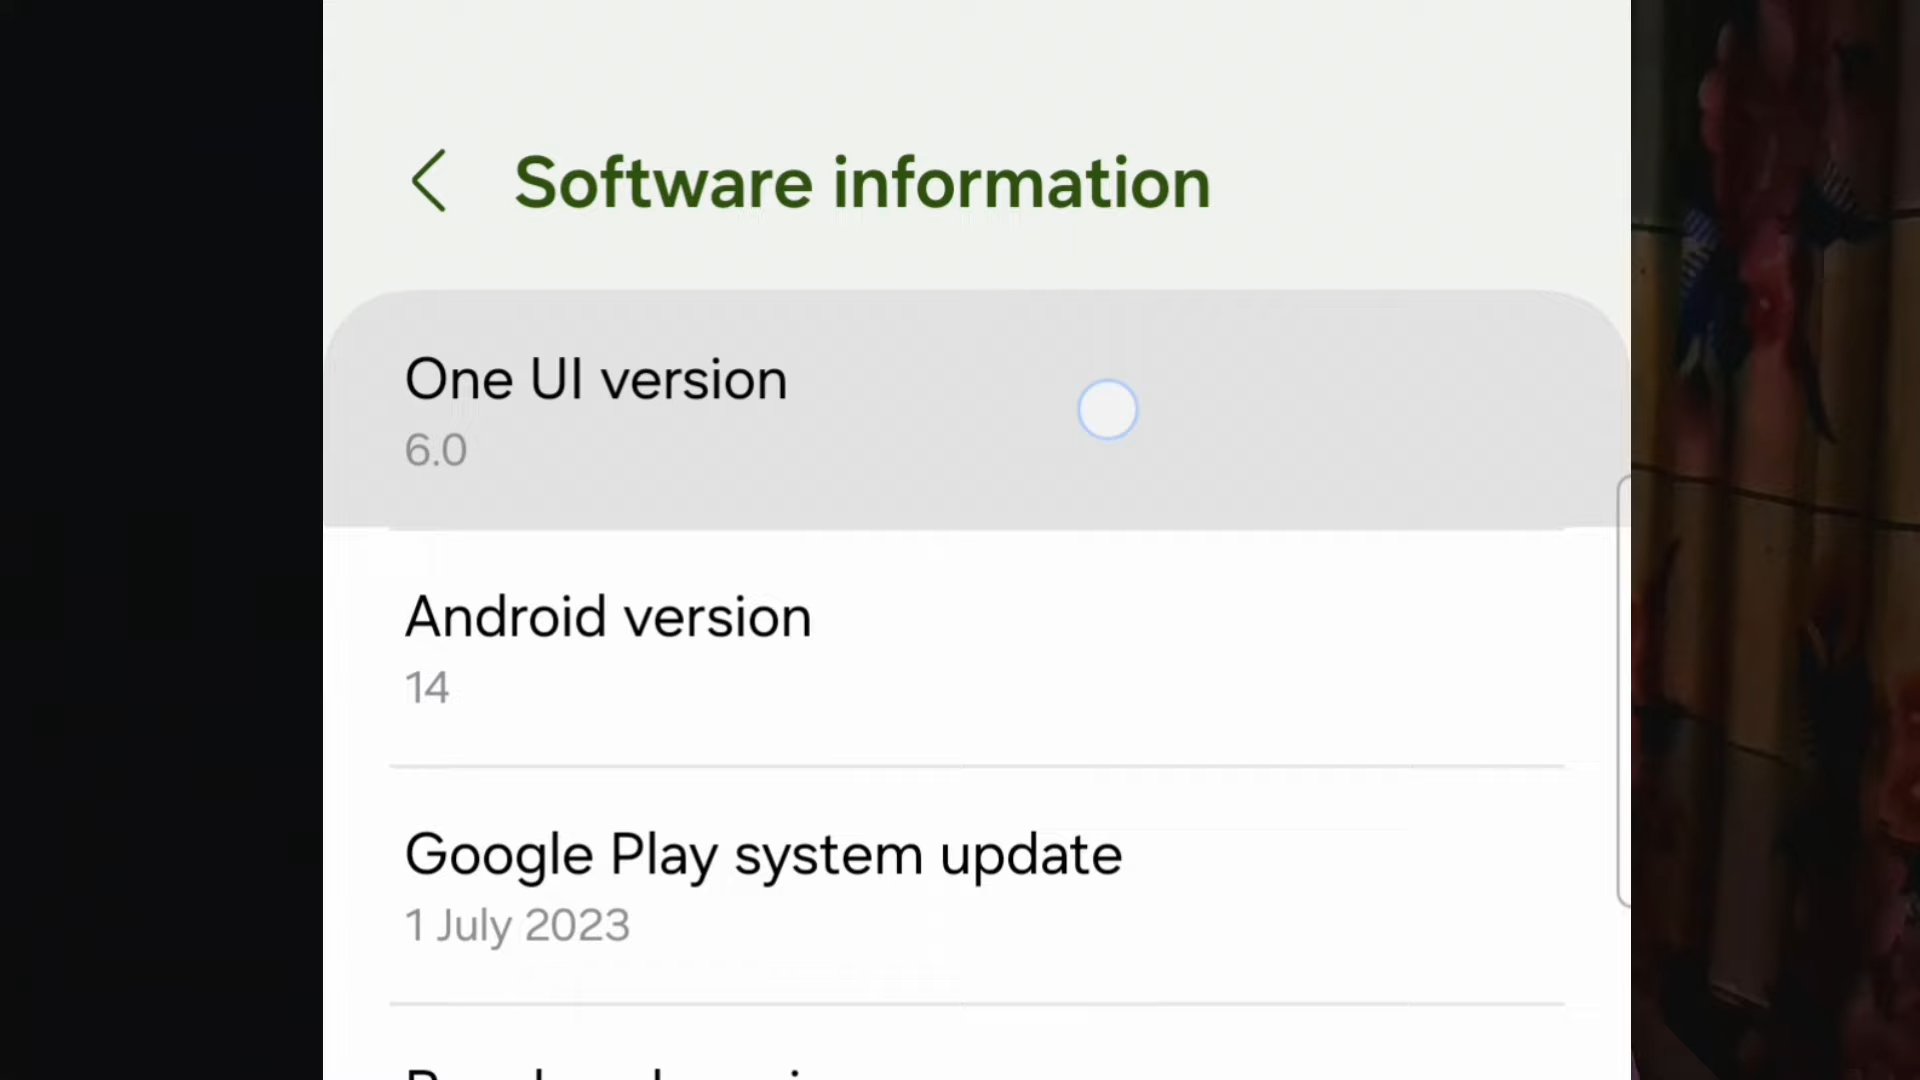 Software information
One UI version
6.0
Android version
14
Google Play system update
1 July 2023